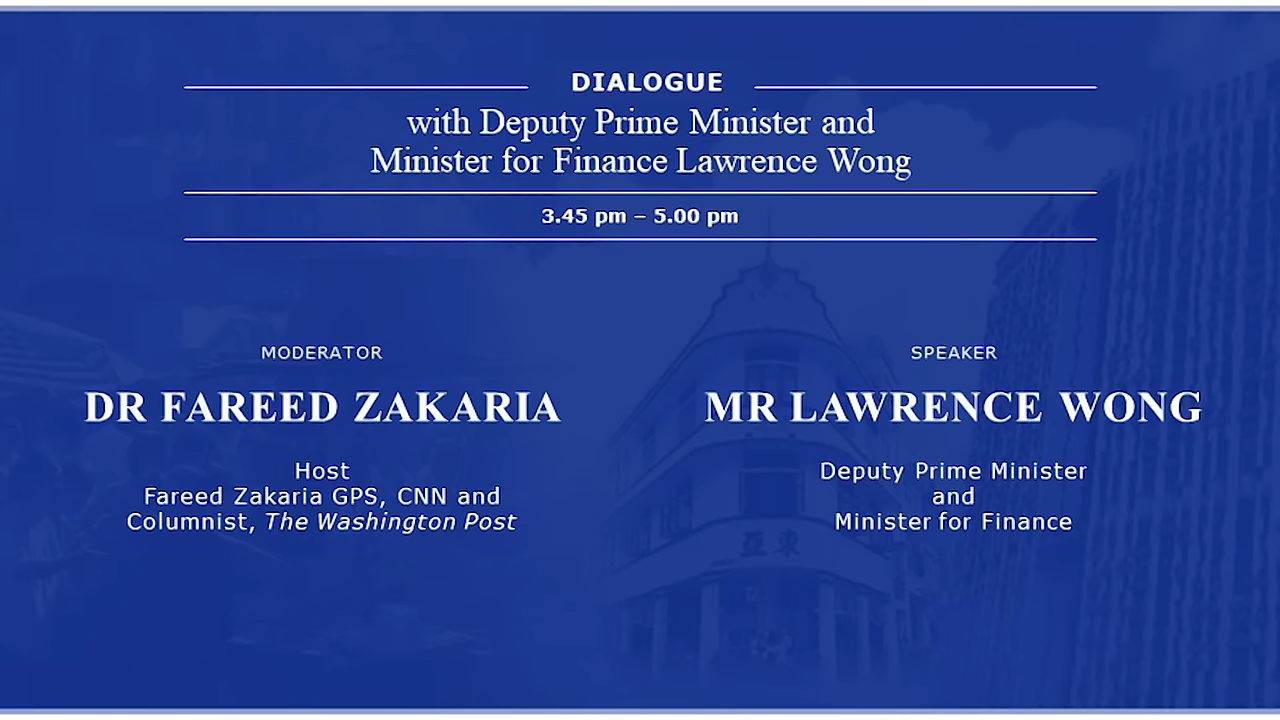 DIALOGUE
with Deputy Prime Minister and
Minister for Finance Lawrence Wong
3.45 pm – 5.00 pm
MODERATOR
DR FAREED ZAKARIA
Host
Fareed Zakaria GPS, CNN and
Columnist, The Washington Post
SPEAKER
MR LAWRENCE WONG
Deputy Prime Minister
and
Minister for Finance
東亞